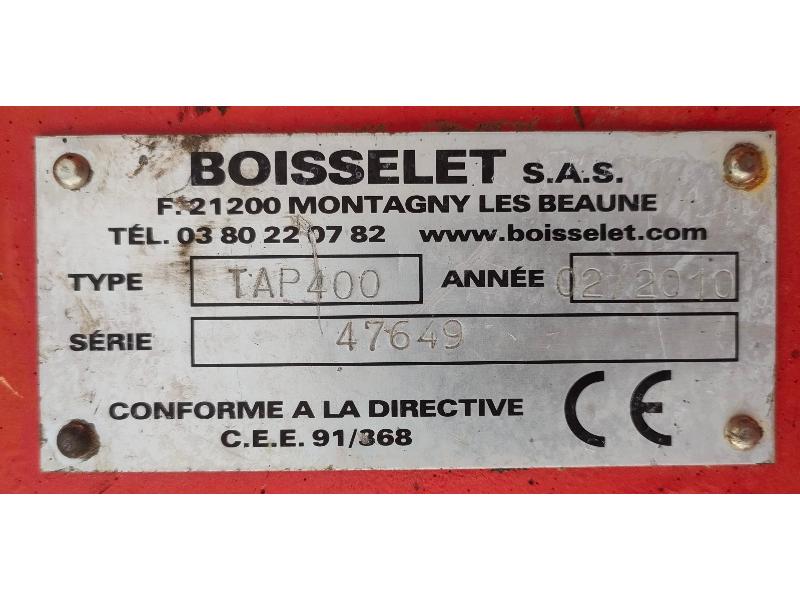 BOISSELET S.A.S.
F. 21200 MONTAGNY LES BEAUNE
TÉL. 03 80 22 07 82 www.boisselet.com
TYPE TAP400 ANNÉE 02 2010
SÉRIE 47649
CONFORME A LA DIRECTIVE
C.E.E. 91/368
CE